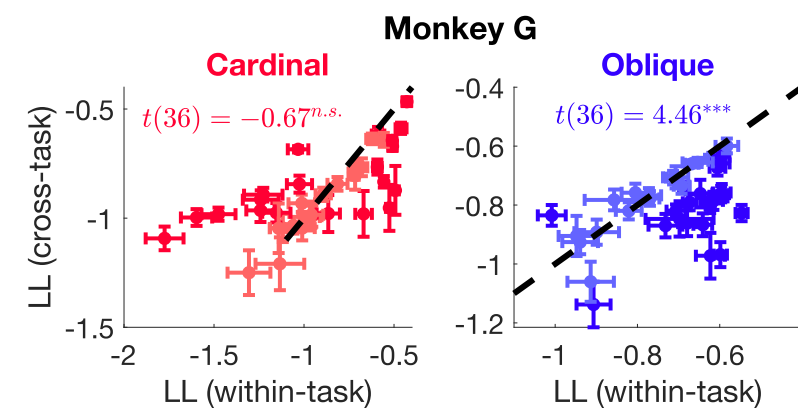 Monkey G
Cardinal
Oblique
t(36) = −0.67n.s.
t(36) = 4.46***
LL (cross-task)
-0.5
-1
-1.5
-2
-1.5
-1
-0.5
LL (within-task)
-0.4
-0.6
-0.8
-1
-1.2
-1
-0.8
-0.6
LL (within-task)